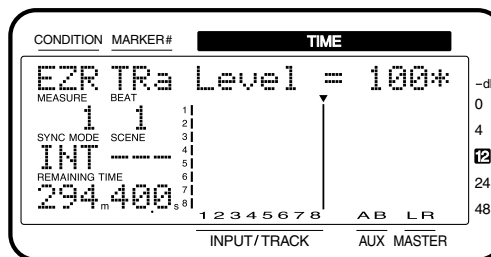 CONDITION MARKER# TIME
EZR TRa Level = 100*
MEASURE BEAT
1 1
SYNC MODE SCENE
INT -- -- --
REMAINING TIME
294m400s
1
2
3
4
5
6
7
8
1 2 3 4 5 6 7 8 A B L R
INPUT/TRACK AUX MASTER
0
4
12
24
48